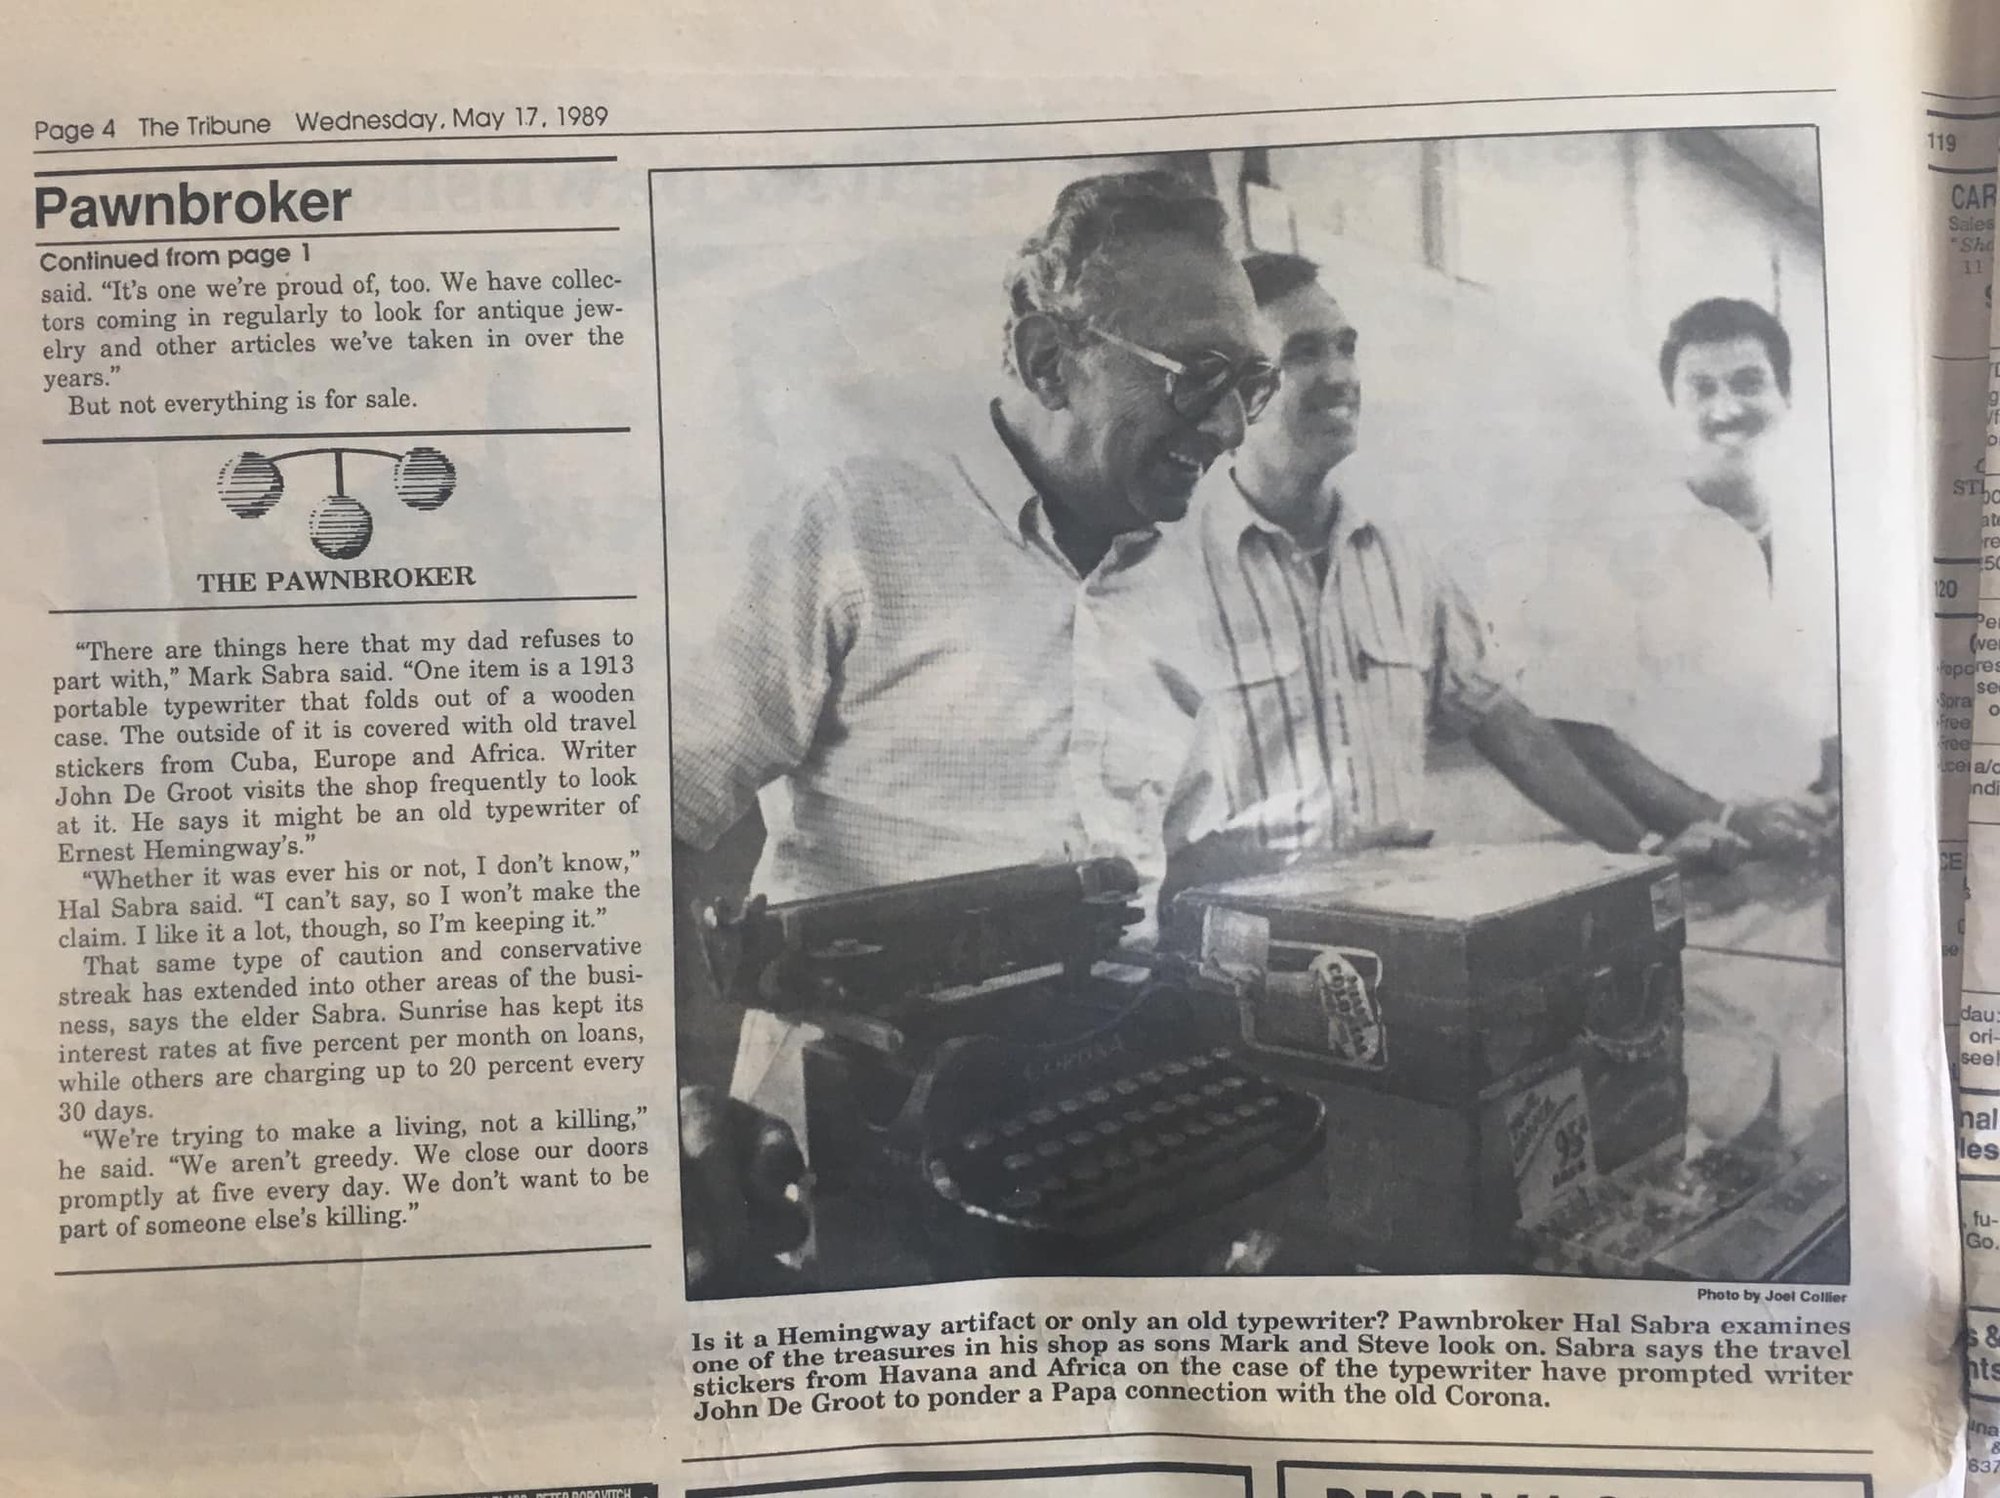 Page 4 The Tribune Wednesday, May 17, 1989
Pawnbroker
Continued from page 1
said. “It's one we're proud of, too. We have collec-
tors coming in regularly to look for antique jew-
elry and other articles we've taken in over the
years.”
But not everything is for sale.
THE PAWNBROKER
“There are things here that my dad refuses to
part with,” Mark Sabra said. “One item is a 1913
portable typewriter that folds out of a wooden
case. The outside of it is covered with old travel
stickers from Cuba, Europe and Africa. Writer
John De Groot visits the shop frequently to look
at it. He says it might be an old typewriter of
Ernest Hemingway's.”
“Whether it was ever his or not, I don't know,”
Hal Sabra said. “I can't say, so I won't make the
claim. I like it a lot, though, so I'm keeping it.”
That same type of caution and conservative
streak has extended into other areas of the busi-
ness, says the elder Sabra. Sunrise has kept its
interest rates at five percent per month on loans,
while others are charging up to 20 percent every
30 days.
“We're trying to make a living, not a killing,”
he said. “We aren't greedy. We close our doors
promptly at five every day. We don't want to be
part of someone else's killing.”
CORONA
95¢
Photo by Joel Collier
Is it a Hemingway artifact or only an old typewriter? Pawnbroker Hal Sabra examines
one of the treasures in his shop as sons Mark and Steve look on. Sabra says the travel
stickers from Havana and Africa on the case of the typewriter have prompted writer
John De Groot to ponder a Papa connection with the old Corona.
PETER POPOVITCH
119
CAR
Sales
"Sho
11
120
Free
nal
les
fu-
Go.
637